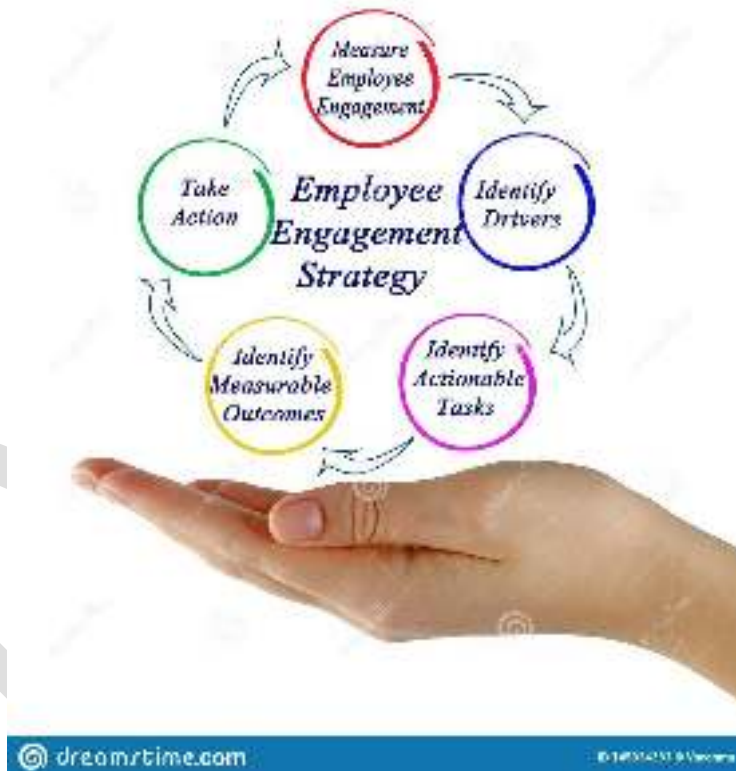 Measure
Employee
Engagement
Take
Action
Employee
Engagement
Strategy
Identify
Drivers
Identify
Measurable
Outcomes
Identify
Actionable
Tasks
dreamstime.com